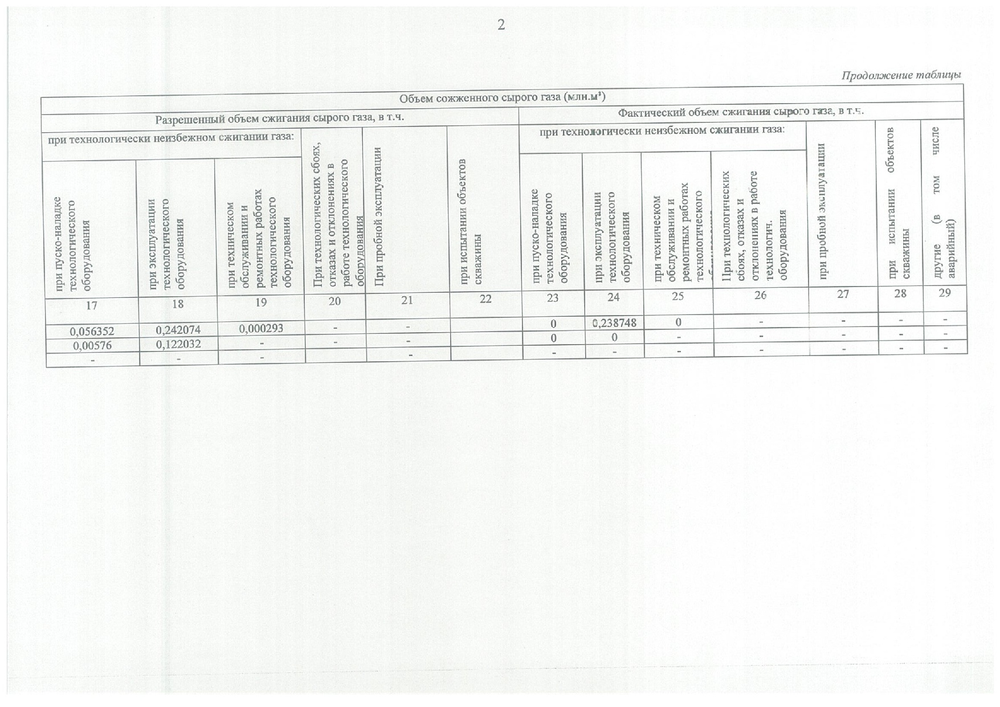 2
Продолжение таблицы
Объем сожженного сырого газа (млн.м³)
Разрешенный объем сжигания сырого газа, в т.ч.
Фактический объем сжигания сырого газа, в т.ч.
при технологически неизбежном сжигании газа:
при технологически неизбежном сжигании газа:
при пуско-наладке
технологического
оборудования
при эксплуатации
технологического
оборудования
при техническом
обслуживании и
ремонтных работах
технологического
оборудования
При технологических сбоях,
отказах и отклонениях в
работе технологического
оборудования
При пробной эксплуатации
при испытании объектов
скважины
при пуско-наладке
технологического
оборудования
при эксплуатации
технологического
оборудования
при техническом
обслуживании и
ремонтных работах
технологического
При технологических
сбоях, отказах и
отклонениях в работе
технологич.
оборудования
при пробной эксплуатации
при испытании объектов
скважины
другие (в том числе
аварийный)
17 18 19 20 21 22 23 24 25 26 27 28 29
0,056352 0,242074 0,000293 - - 0 0,238748 0 - - - -
0,00576 0,122032 - - - 0 0 - - - - -
- - - - - - - - - - -